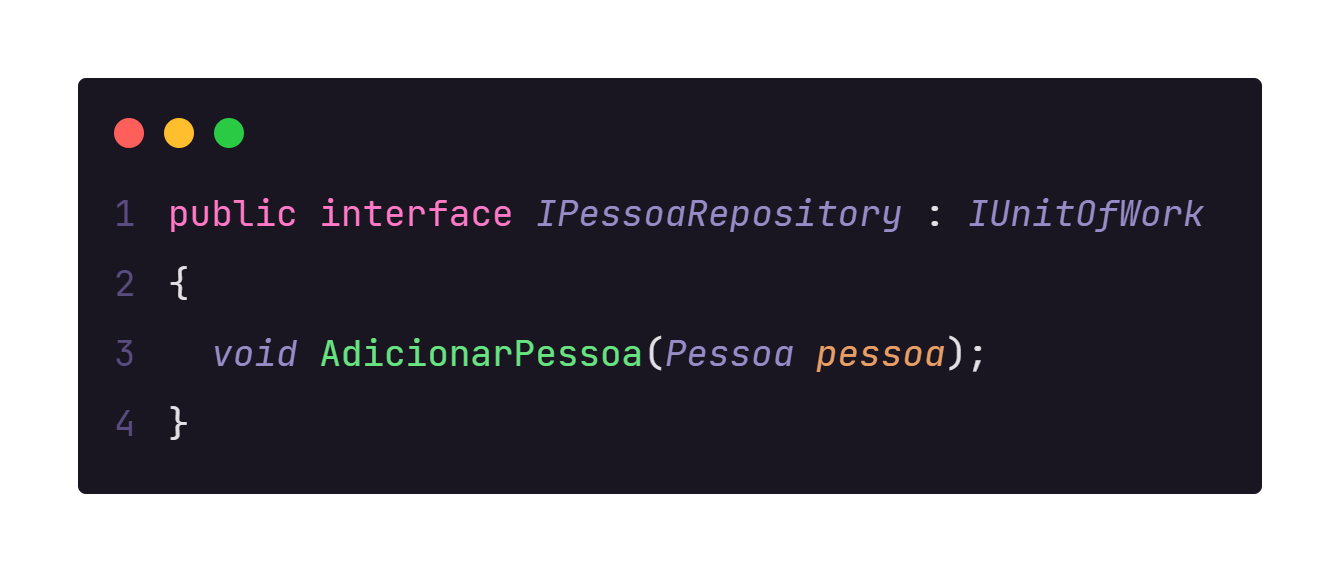 1 public interface IPessoaRepository : IUnitOfWork
2 {
3   void AdicionarPessoa(Pessoa pessoa);
4 }